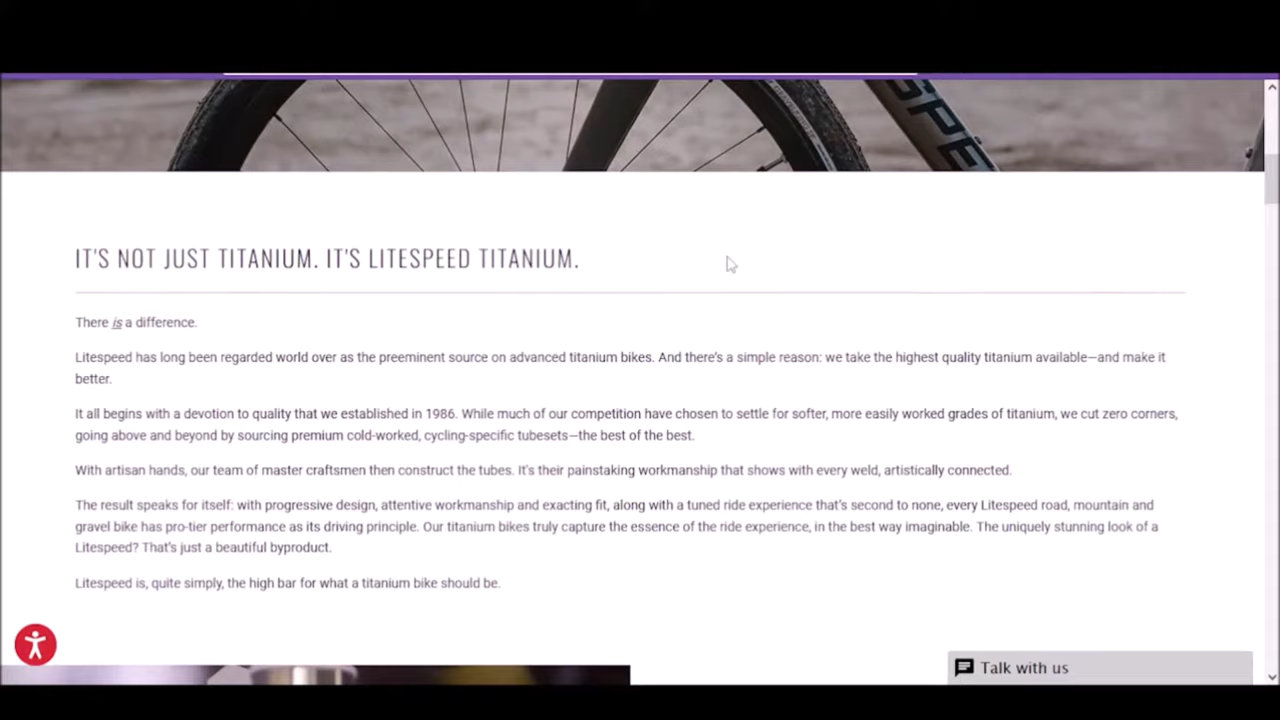 SPE
IT'S NOT JUST TITANIUM. IT'S LITESPEED TITANIUM.
There is a difference.
Litespeed has long been regarded world over as the preeminent source on advanced titanium bikes. And there's a simple reason: we take the highest quality titanium available—and make it
better.
It all begins with a devotion to quality that we established in 1986. While much of our competition have chosen to settle for softer, more easily worked grades of titanium, we cut zero corners,
going above and beyond by sourcing premium cold-worked, cycling-specific tubesets—the best of the best.
With artisan hands, our team of master craftsmen then construct the tubes. It's their painstaking workmanship that shows with every weld, artistically connected.
The result speaks for itself: with progressive design, attentive workmanship and exacting fit, along with a tuned ride experience that's second to none, every Litespeed road, mountain and
gravel bike has pro-tier performance as its driving principle. Our titanium bikes truly capture the essence of the ride experience, in the best way imaginable. The uniquely stunning look of a
Litespeed? That's just a beautiful byproduct.
Litespeed is, quite simply, the high bar for what a titanium bike should be.
Talk with us